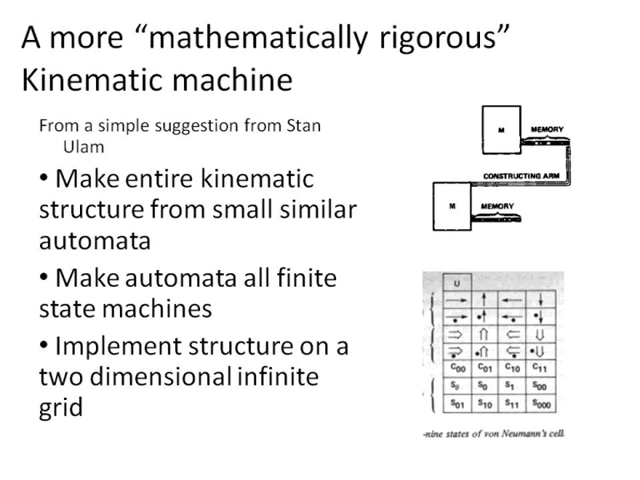 A more “mathematically rigorous”
Kinematic machine
From a simple suggestion from Stan
Ulam
• Make entire kinematic
structure from small similar
automata
• Make automata all finite
state machines
• Implement structure on a
two dimensional infinite
grid
M
MEMORY
CONSTRUCTING ARM
M
MEMORY
U
C00 C01 C10 C11
S0 S1 S00
S01 S10 S11 S000
-nine states of von Neumann's cell